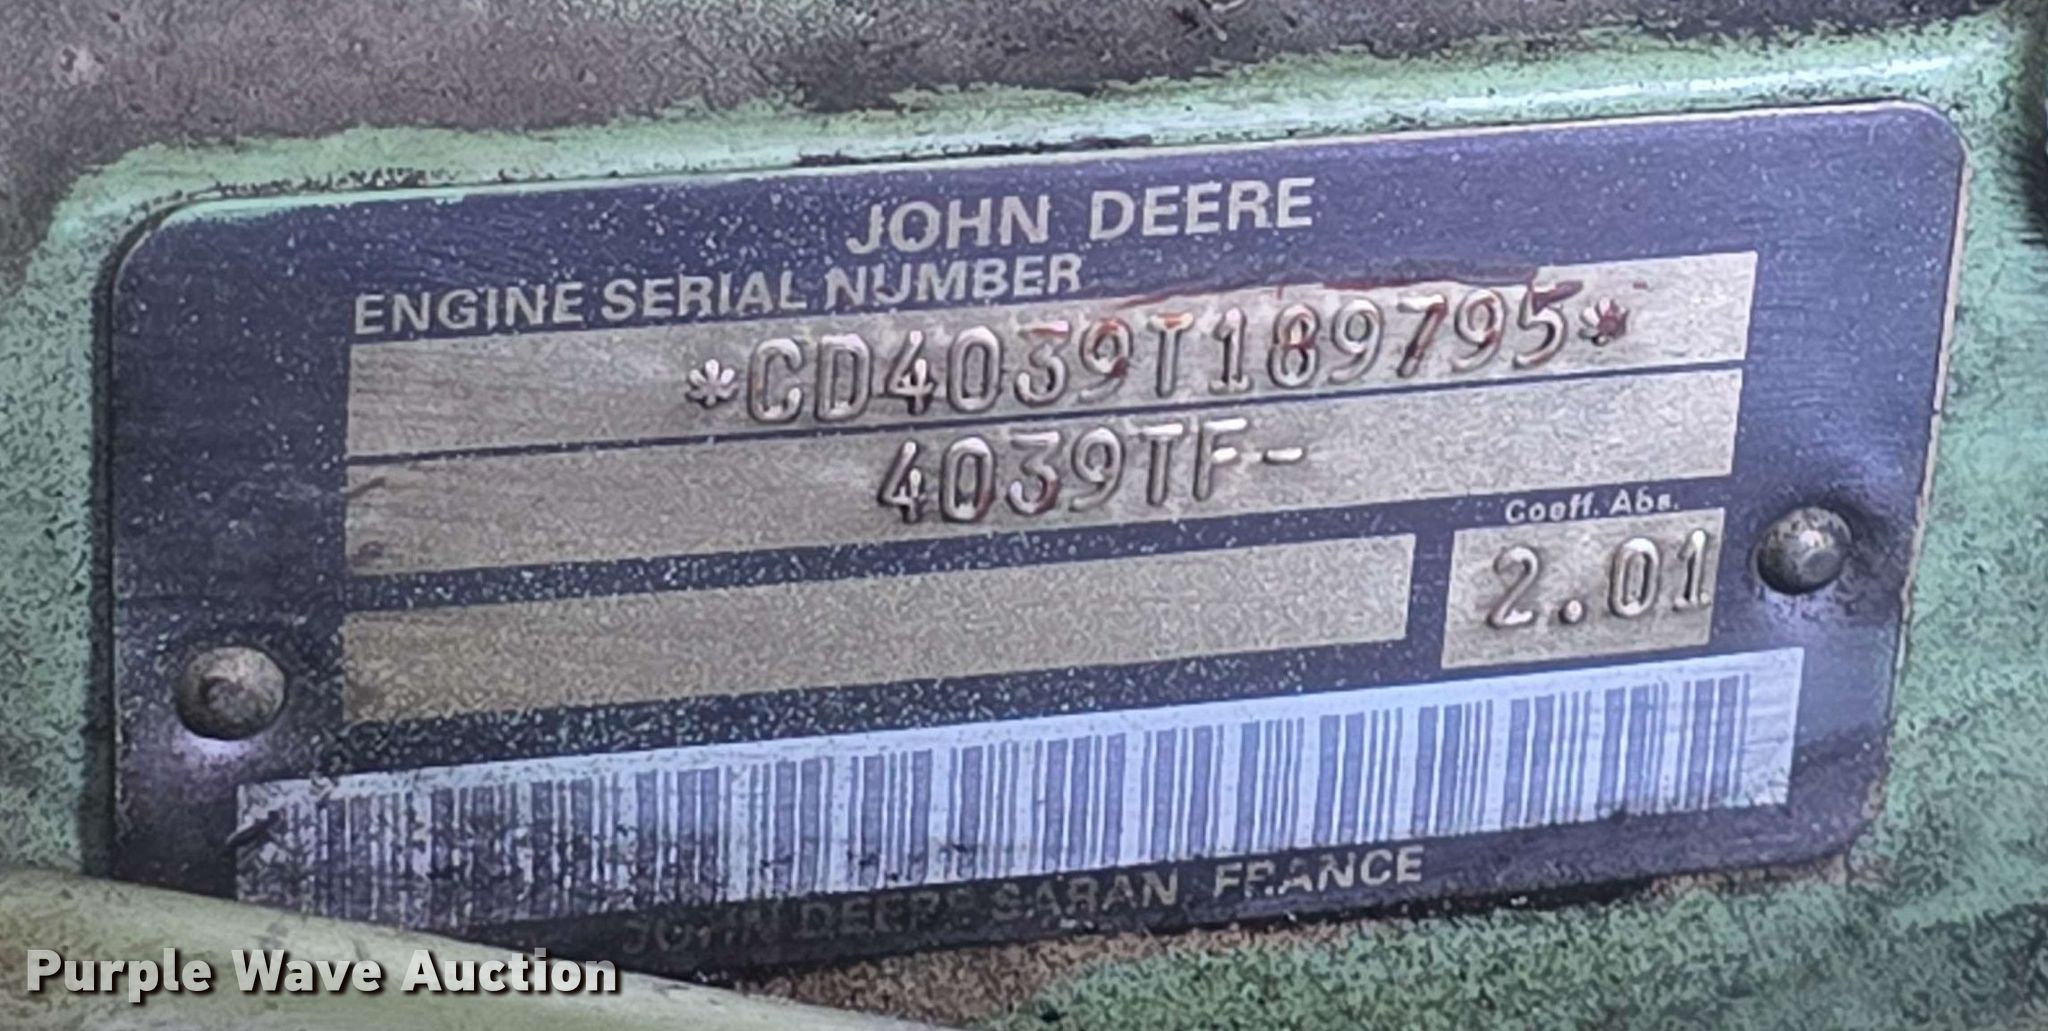 JOHN DEERE
ENGINE SERIAL NUMBER
*CD4039T189795*
4039TF-
Coeff. Abs.
2.01
JOHN DEERE SARAN FRANCE
Purple Wave Auction